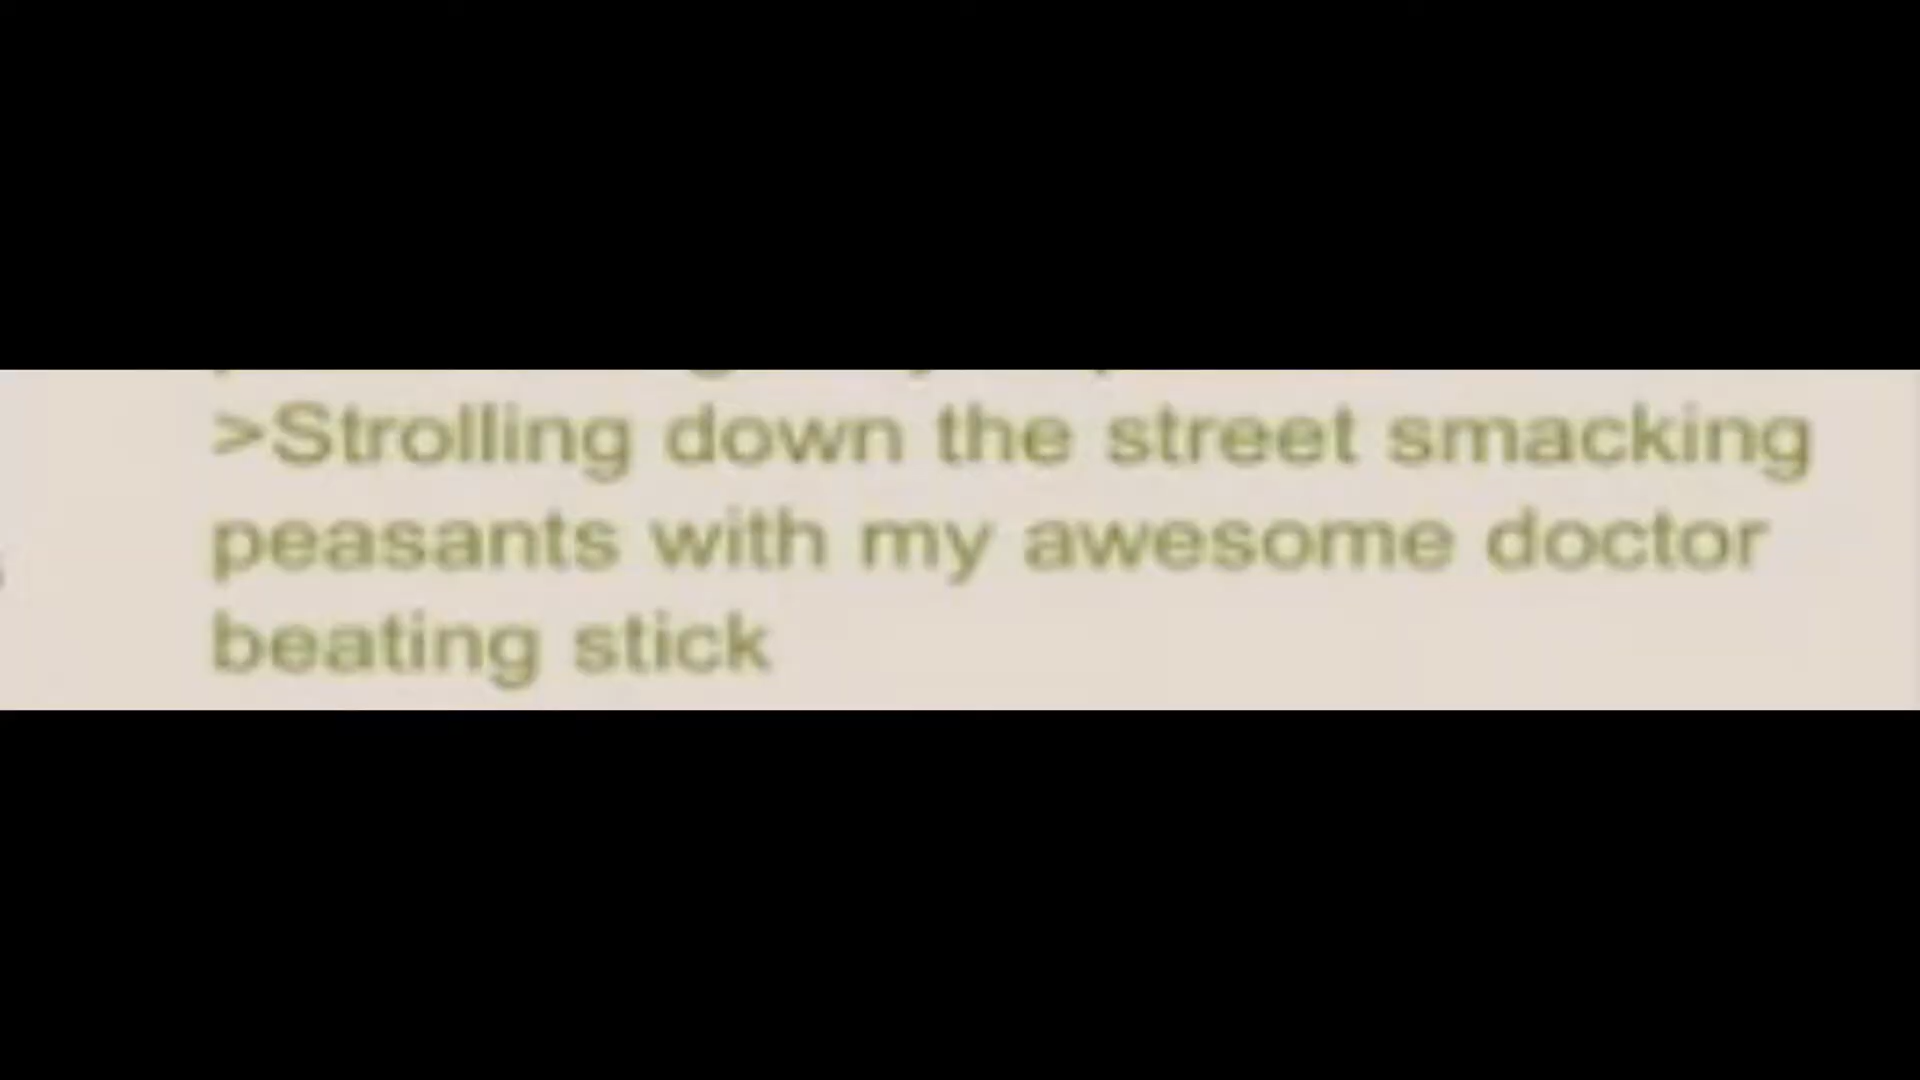 >Strolling down the street smacking
peasants with my awesome doctor
beating stick